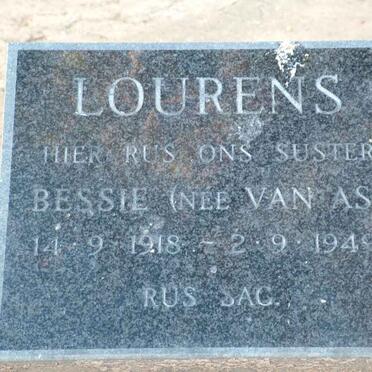 LOURENS
HIER RUS ONS SUSTER
BESSIE (NEE VAN AS
14·9·1918 – 2·9·194
RUS SAG.